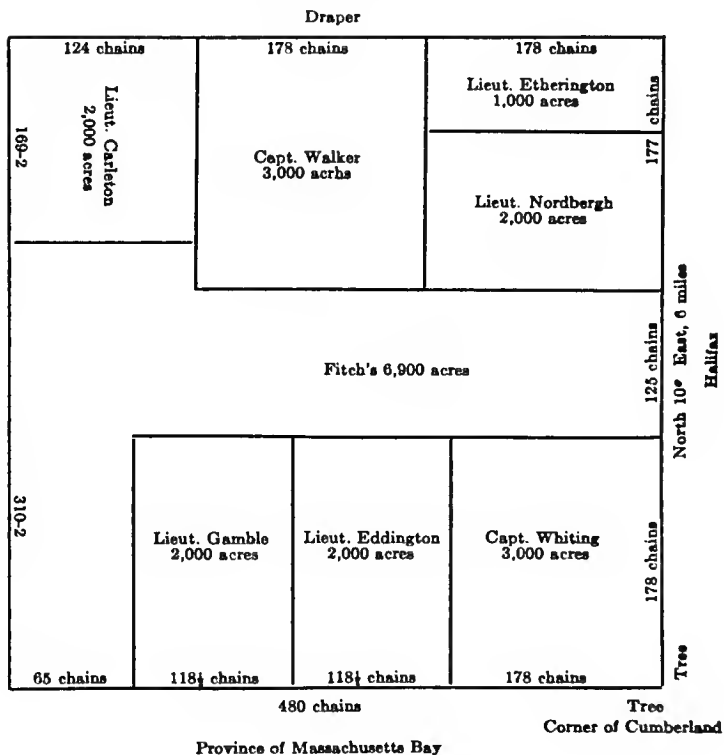 Draper
124 chains
178 chains
178 chains
Lieut. Carleton
2,000 acres
169-2
Capt. Walker
3,000 acrhs
Lieut. Etherington
1,000 acres
177 chains
Lieut. Nordbergh
2,000 acres
Fitch's 6,900 acres
125 chains
North 10° East, 6 miles
Halifax
310-2
Lieut. Gamble
2,000 acres
Lieut. Eddington
2,000 acres
Capt. Whiting
3,000 acres
178 chains
Tree
65 chains
118½ chains
118½ chains
178 chains
480 chains
Tree
Corner of Cumberland
Province of Massachusetts Bay